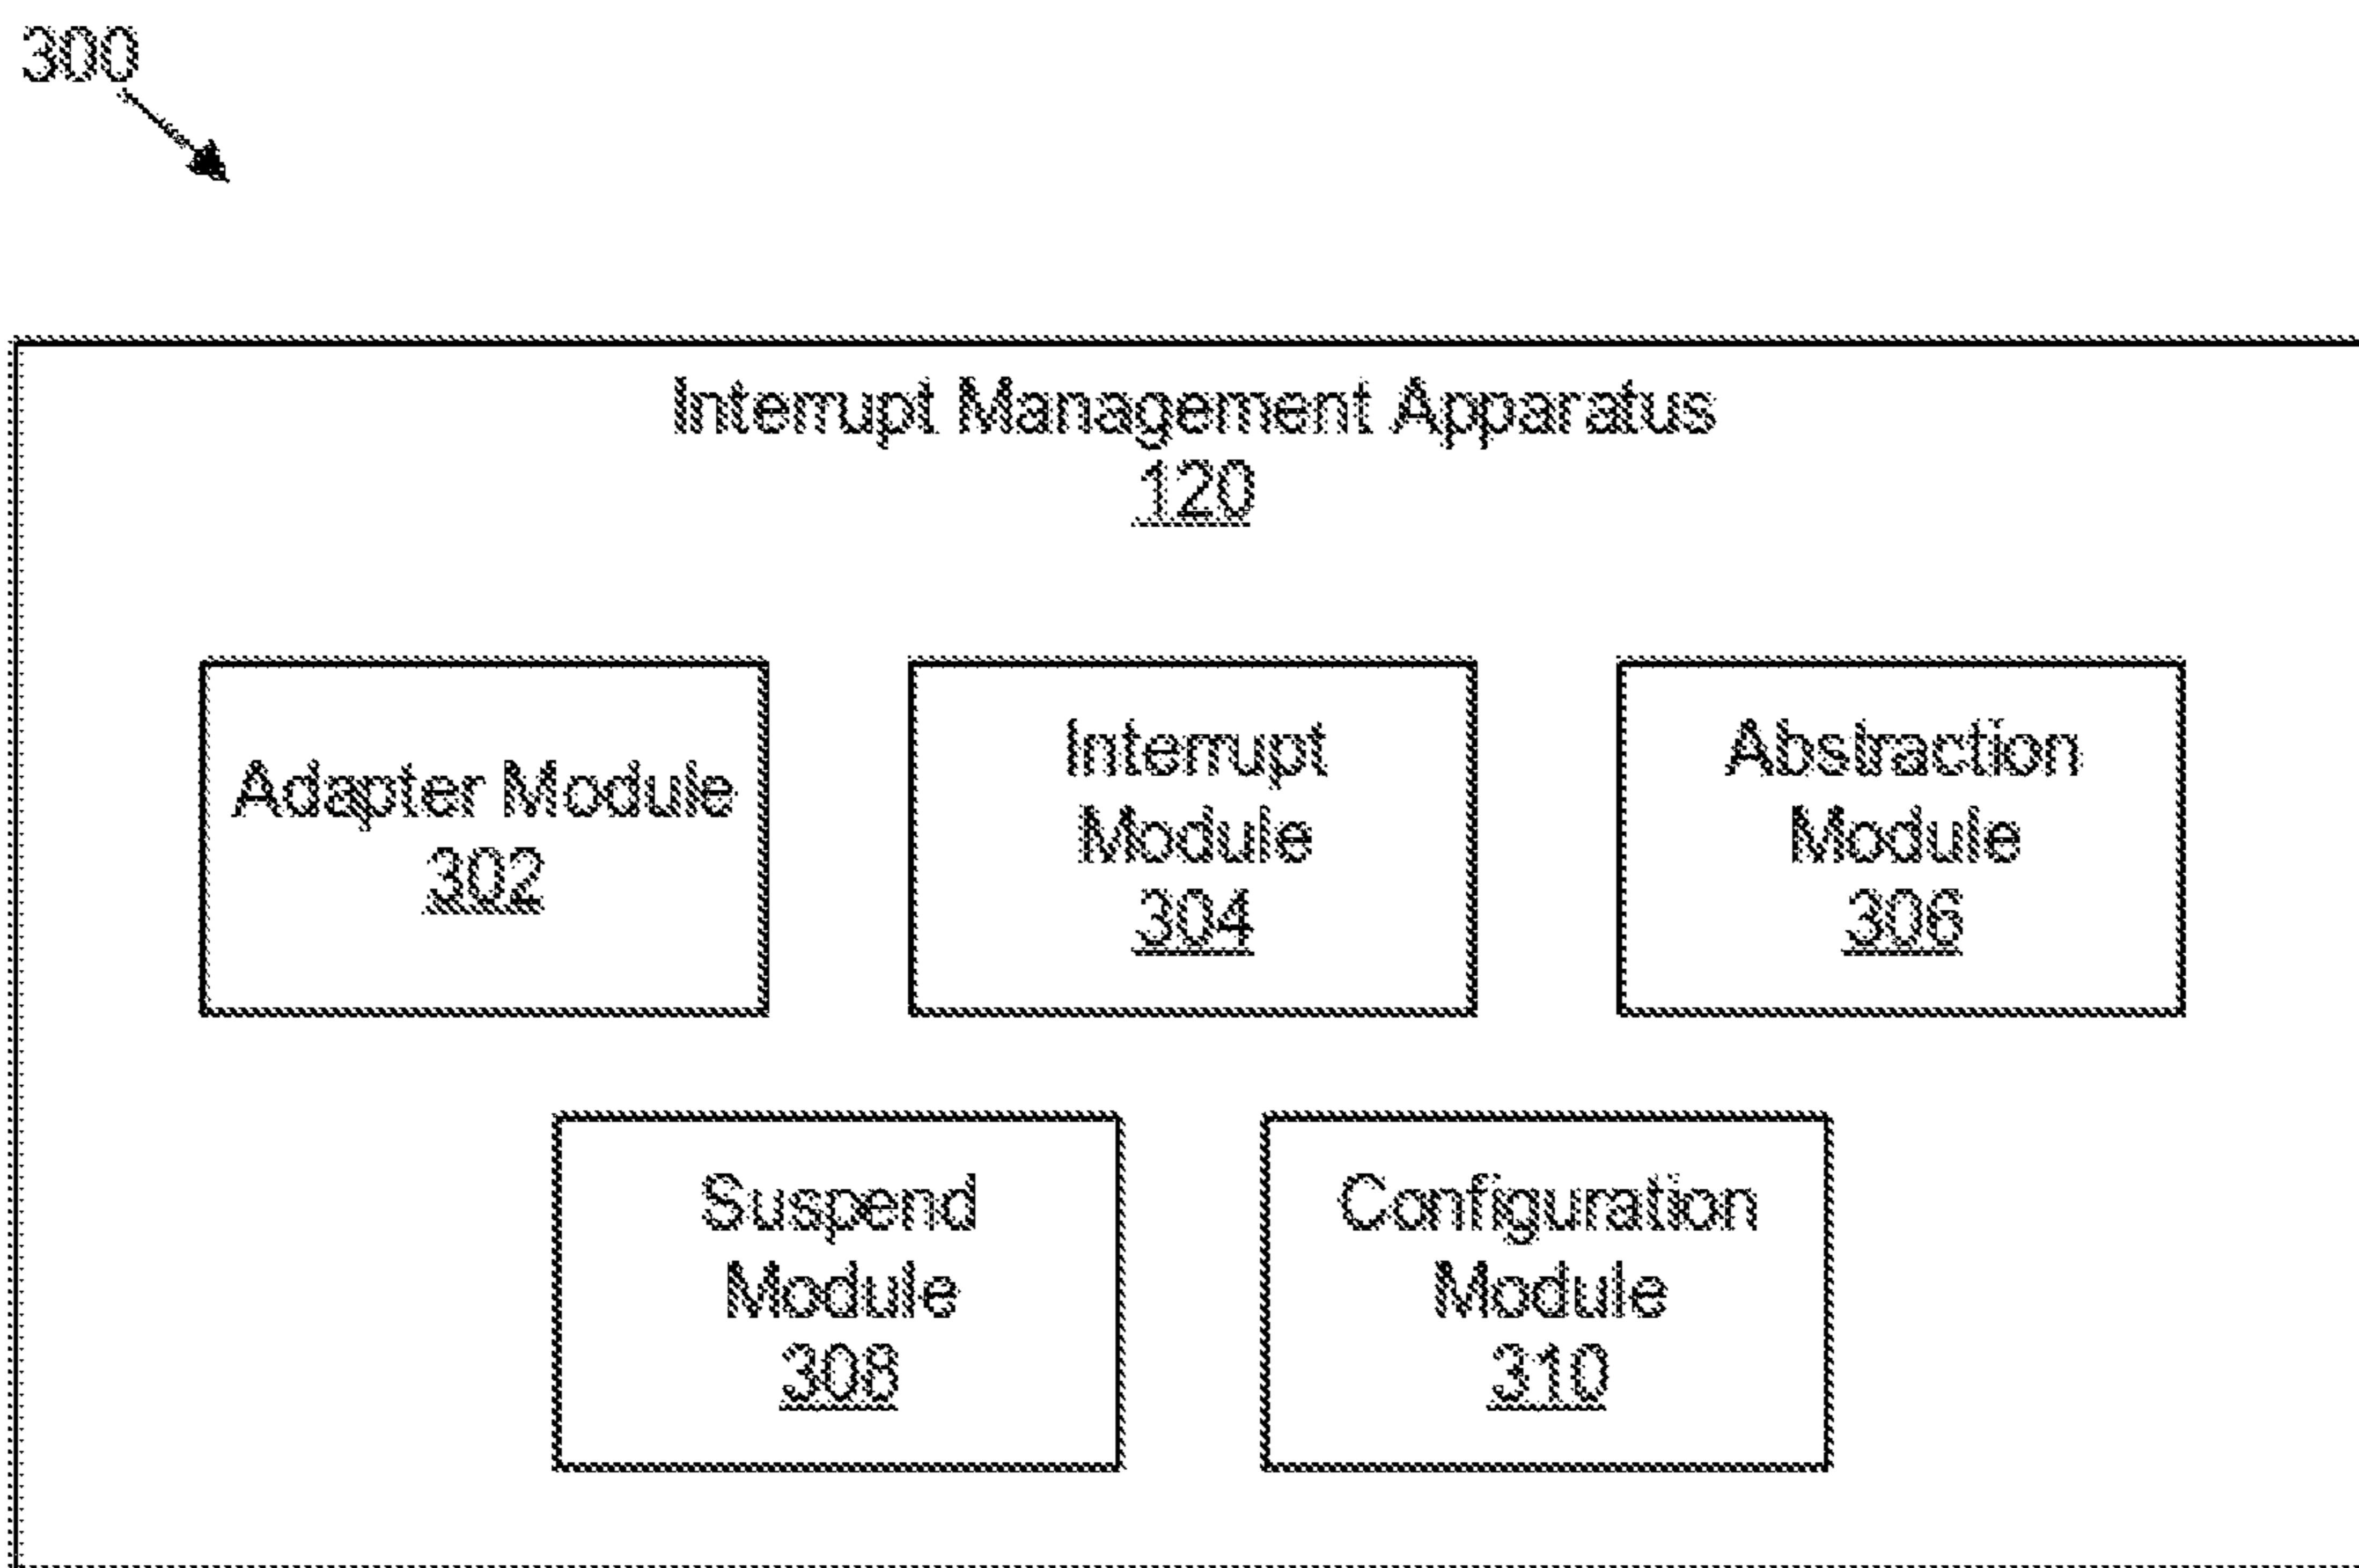 300
Interrupt Management Apparatus
120
Adapter Module
302
Interrupt
Module
304
Abstraction
Module
306
Suspend
Module
308
Configuration
Module
310